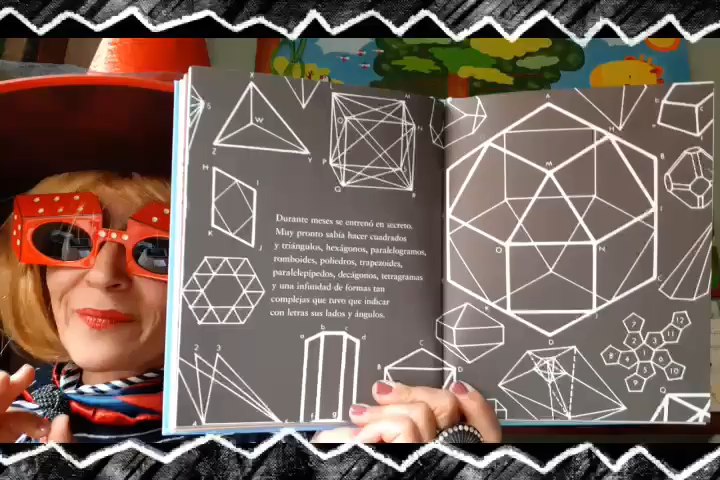 Durante meses se entrenó en secreto.
Muy pronto sabía hacer cuadrados
y triángulos, hexágonos, paralelogramos,
romboides, poliedros, trapezoides,
paralelepípedos, decágonos, tetragramas
y una infinidad de formas tan
complejas que tuvo que indicar
con letras sus lados y ángulos.